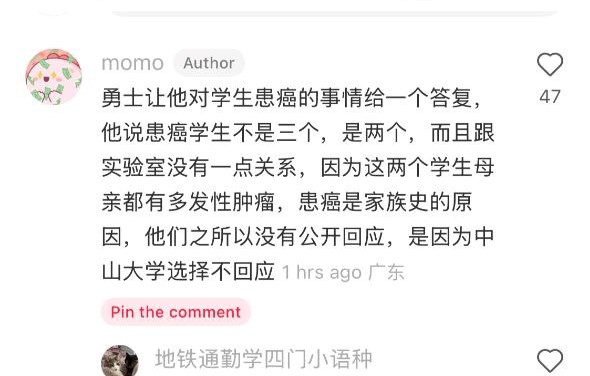 momo Author
勇士让他对学生患癌的事情给一个答复，
47
他说患癌学生不是三个，是两个，而且跟
实验室没有一点关系，因为这两个学生母
亲都有多发性肿瘤，患癌是家族史的原
因，他们之所以没有公开回应，是因为中
山大学选择不回应 1 hrs ago 广东
Pin the comment
地铁通勤学四门小语种